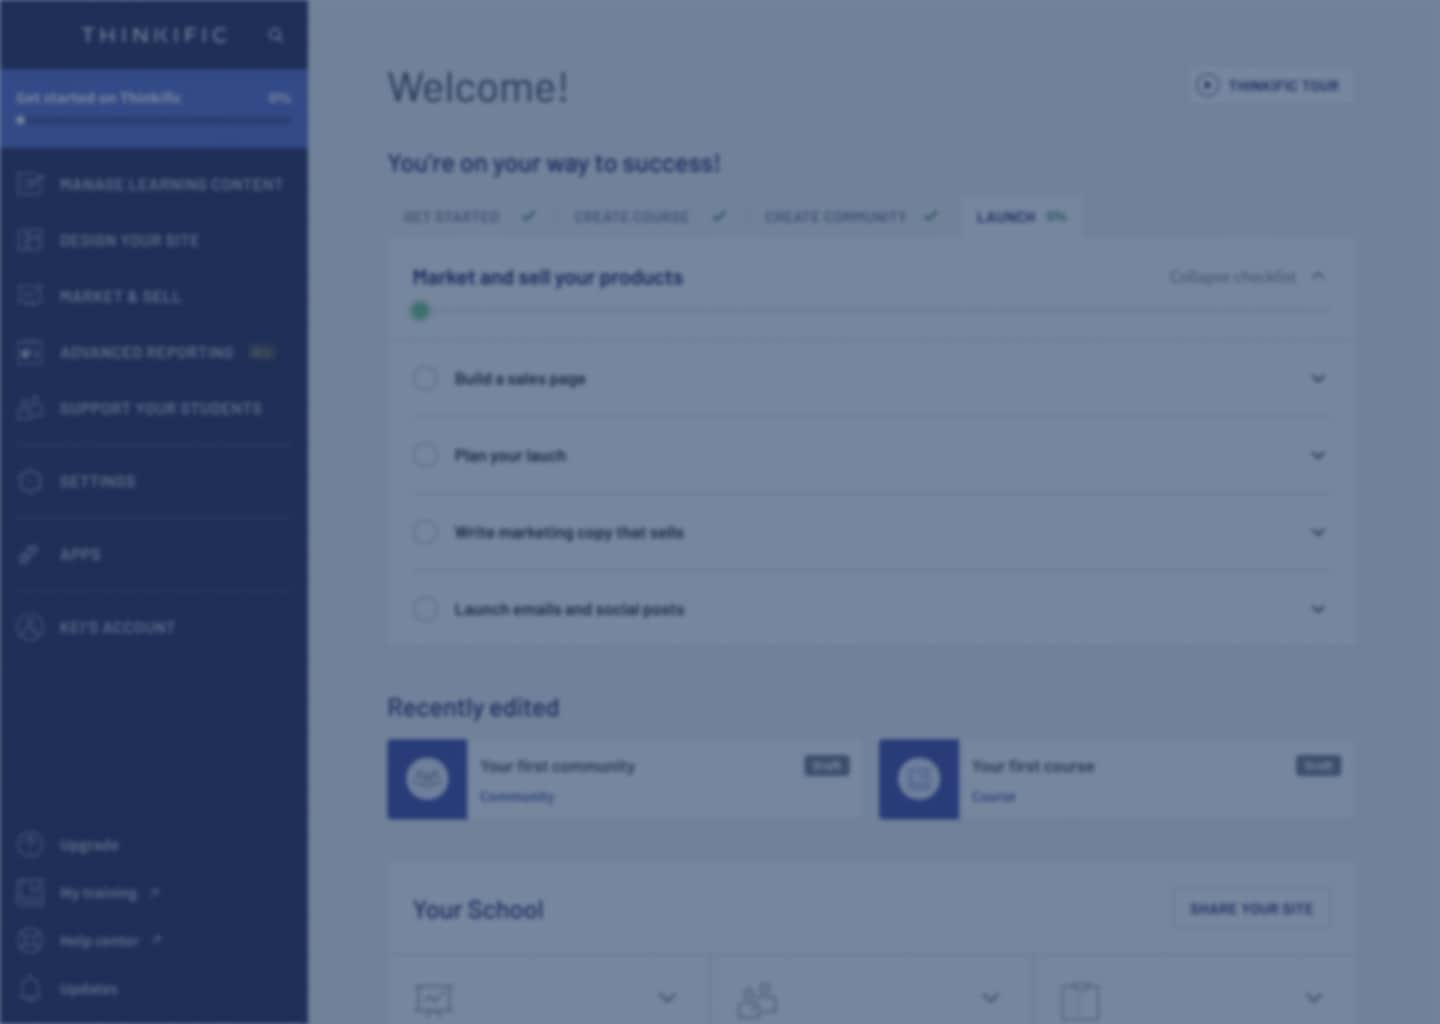 THINKIFIC
Get started on Thinkific 0%
MANAGE LEARNING CONTENT
DESIGN YOUR SITE
MARKET & SELL
ADVANCED REPORTING
SUPPORT YOUR STUDENTS
SETTINGS
APPS
KEI'S ACCOUNT
Upgrade
My training
Help center
Updates
Welcome!
THINKIFIC TOUR
You're on your way to success!
GET STARTED CREATE COURSE CREATE COMMUNITY LAUNCH 0%
Market and sell your products
Collapse checklist
Build a sales page
Plan your lauch
Write marketing copy that sells
Launch emails and social posts
Recently edited
Your first community Draft
Community
Your first course Draft
Course
Your School
SHARE YOUR SITE